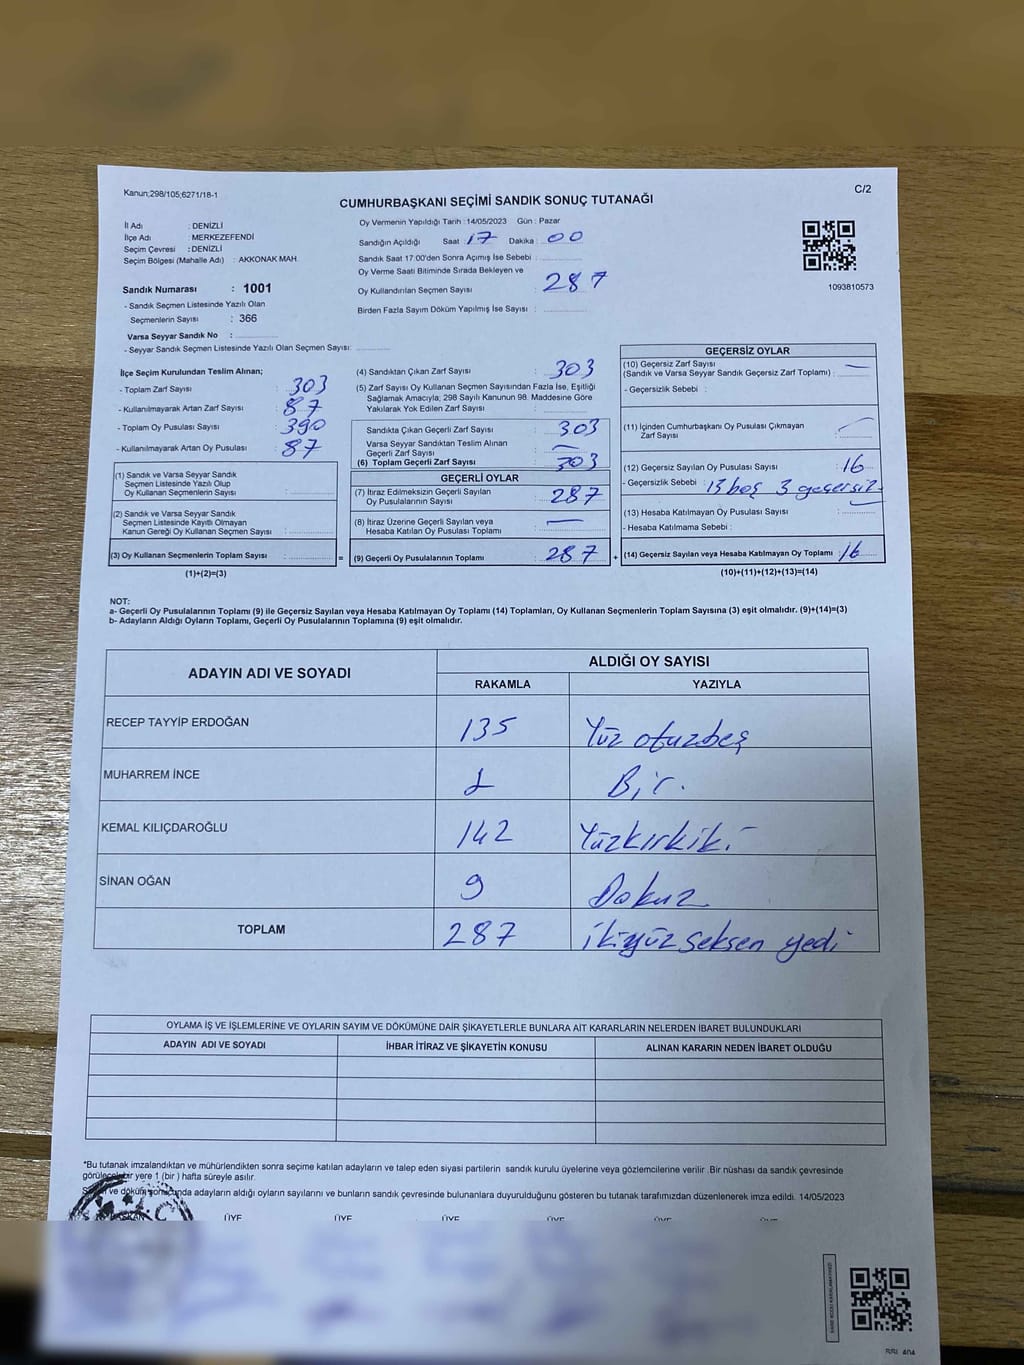 Kanun;298/105;6271/18-1
C/2
CUMHURBAŞKANI SEÇİMİ SANDIK SONUÇ TUTANAĞI
İl Adı : DENİZLİ
İlçe Adı : MERKEZEFENDİ
Seçim Çevresi : DENİZLİ
Seçim Bölgesi (Mahalle Adı) : AKKONAK MAH.
Sandık Numarası : 1001
- Sandık Seçmen Listesinde Yazılı Olan
Seçmenlerin Sayısı : 366
Varsa Seyyar Sandık No :
- Seyyar Sandık Seçmen Listesinde Yazılı Olan Seçmen Sayısı:
Oy Vermenin Yapıldığı Tarih :14/05/2023 Gün : Pazar
Sandığın Açıldığı Saat : 17 Dakika : 00
Sandık Saat 17:00'den Sonra Açımış İse Sebebi :
Oy Verme Saati Bitiminde Sırada Bekleyen ve
Oy Kullandırılan Seçmen Sayısı : 287
Birden Fazla Sayım Döküm Yapılmış İse Sayısı :
1093810573
İlçe Seçim Kurulundan Teslim Alınan;
- Toplam Zarf Sayısı : 303
- Kullanılmayarak Artan Zarf Sayısı : 87
- Toplam Oy Pusulası Sayısı : 390
- Kullanılmayarak Artan Oy Pusulası : 87
(1) Sandık ve Varsa Seyyar Sandık
Seçmen Listesinde Yazılı Olup
Oy Kullanan Seçmenlerin Sayısı :
(2) Sandık ve Varsa Seyyar Sandık
Seçmen Listesinde Kayıtlı Olmayan
Kanun Gereği Oy Kullanan Seçmen Sayısı :
(3) Oy Kullanan Seçmenlerin Toplam Sayısı :
(1)+(2)=(3)
=
(4) Sandıktan Çıkan Zarf Sayısı : 303
(5) Zarf Sayısı Oy Kullanan Seçmen Sayısından Fazla İse, Eşitliği
Sağlamak Amacıyla; 298 Sayılı Kanunun 98. Maddesine Göre
Yakılarak Yok Edilen Zarf Sayısı :
Sandıkta Çıkan Geçerli Zarf Sayısı : 303
Varsa Seyyar Sandıktan Teslim Alınan
Geçerli Zarf Sayısı : —
(6) Toplam Geçerli Zarf Sayısı : 303
GEÇERLİ OYLAR
(7) İtiraz Edilmeksizin Geçerli Sayılan
Oy Pusulasının Sayısı : 287
(8) İtiraz Üzerine Geçerli Sayılan veya
Hesaba Katılan Oy Pusulası Toplamı : —
(9) Geçerli Oy Pusulalarının Toplamı : 287
+
GEÇERSİZ OYLAR
(10) Geçersiz Zarf Sayısı
(Sandık ve Varsa Seyyar Sandık Geçersiz Zarf Toplamı) : —
- Geçersizlik Sebebi :
(11) İçinden Cumhurbaşkanı Oy Pusulası Çıkmayan
Zarf Sayısı : —
(12) Geçersiz Sayılan Oy Pusulası Sayısı : 16
- Geçersizlik Sebebi : 13 boş 3 geçersiz
(13) Hesaba Katılmayan Oy Pusulası Sayısı :
- Hesaba Katılmama Sebebi :
(14) Geçersiz Sayılan veya Hesaba Katılmayan Oy Toplamı : 16
(10)+(11)+(12)+(13)=(14)
NOT:
a- Geçerli Oy Pusulalarının Toplamı (9) ile Geçersiz Sayılan veya Hesaba Katılmayan Oy Toplamı (14) Toplamları, Oy Kullanan Seçmenlerin Toplam Sayısına (3) eşit olmalıdır. (9)+(14)=(3)
b- Adayların Aldığı Oyların Toplamı, Geçerli Oy Pusulalarının Toplamına (9) eşit olmalıdır.
ADAYIN ADI VE SOYADI
ALDIĞI OY SAYISI
RAKAMLA YAZIYLA
RECEP TAYYİP ERDOĞAN 135 Yüz otuzbeş
MUHARREM İNCE 1 Bir.
KEMAL KILIÇDAROĞLU 142 Yüzkırkiki
SİNAN OĞAN 9 Dokuz
TOPLAM 287 ikiyüz seksen yedi
OYLAMA İŞ VE İŞLEMLERİNE VE OYLARIN SAYIM VE DÖKÜMÜNE DAİR ŞİKAYETLERLE BUNLARA AİT KARARLARIN NELERDEN İBARET BULUNDUKLARI
ADAYIN ADI VE SOYADI İHBAR İTİRAZ VE ŞİKAYETİN KONUSU ALINAN KARARIN NEDEN İBARET OLDUĞU
*Bu tutanak imzalandıktan ve mühürlendikten sonra seçime katılan adayların ve talep eden siyasi partilerin sandık kurulu üyelerine veya gözlemcilerine verilir .Bir nüshası da sandık çevresinde
görülecek bir yere 1 (bir ) hafta süreyle asılır.
ve döküm sonucunda adayların aldığı oyların sayılarını ve bunların sandık çevresinde bulunanlara duyurulduğunu gösteren bu tutanak tarafımızdan düzenlenerek imza edildi. 14/05/2023
BAŞKAN ÜYE ÜYE ÜYE ÜYE ÜYE ÜYE